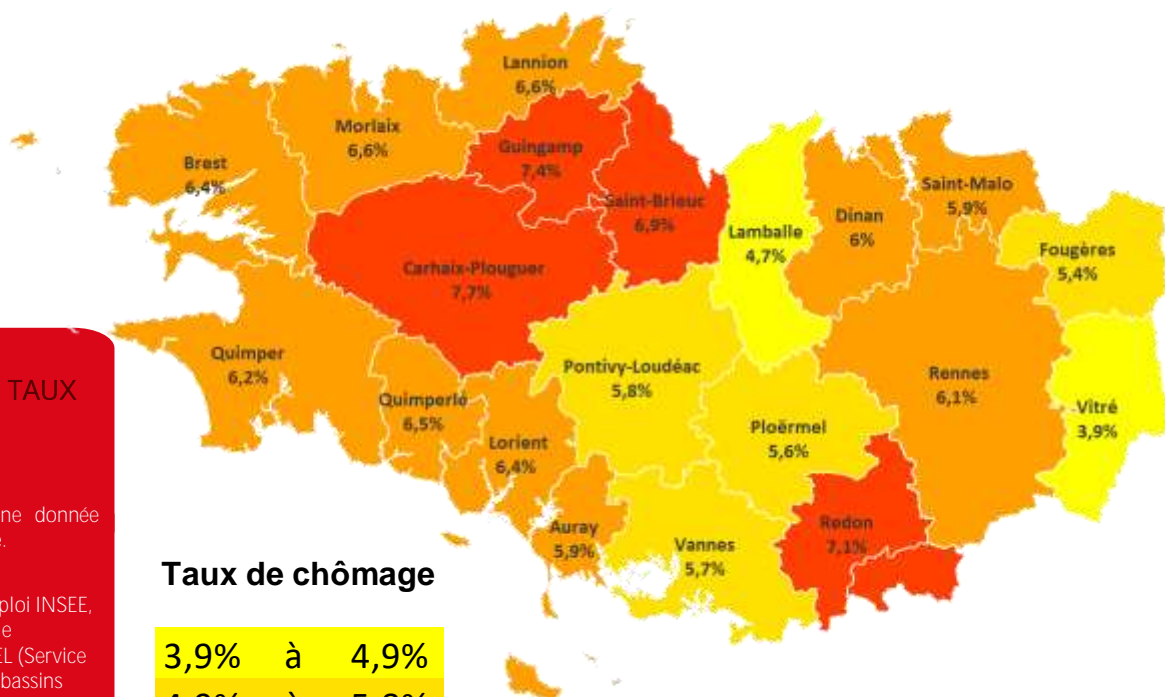 Lannion
6,6%
Morlaix
6,6%
Guingamp
7,4%
Brest
6,4%
Saint-Brieuc
6,9%
Saint-Malo
5,9%
Dinan
6%
Lamballe
4,7%
Fougères
5,4%
Carhaix-Plouguer
7,7%
Quimper
6,2%
Pontivy-Loudéac
5,8%
Rennes
6,1%
Quimperlé
6,5%
Vitré
3,9%
Ploërmel
5,6%
Lorient
6,4%
Redon
7,1%
Auray
5,9%
Vannes
5,7%
TAUX
ne donnée
ploi INSEE,
e
EL (Service
bassins
Taux de chômage
3,9% à 4,9%